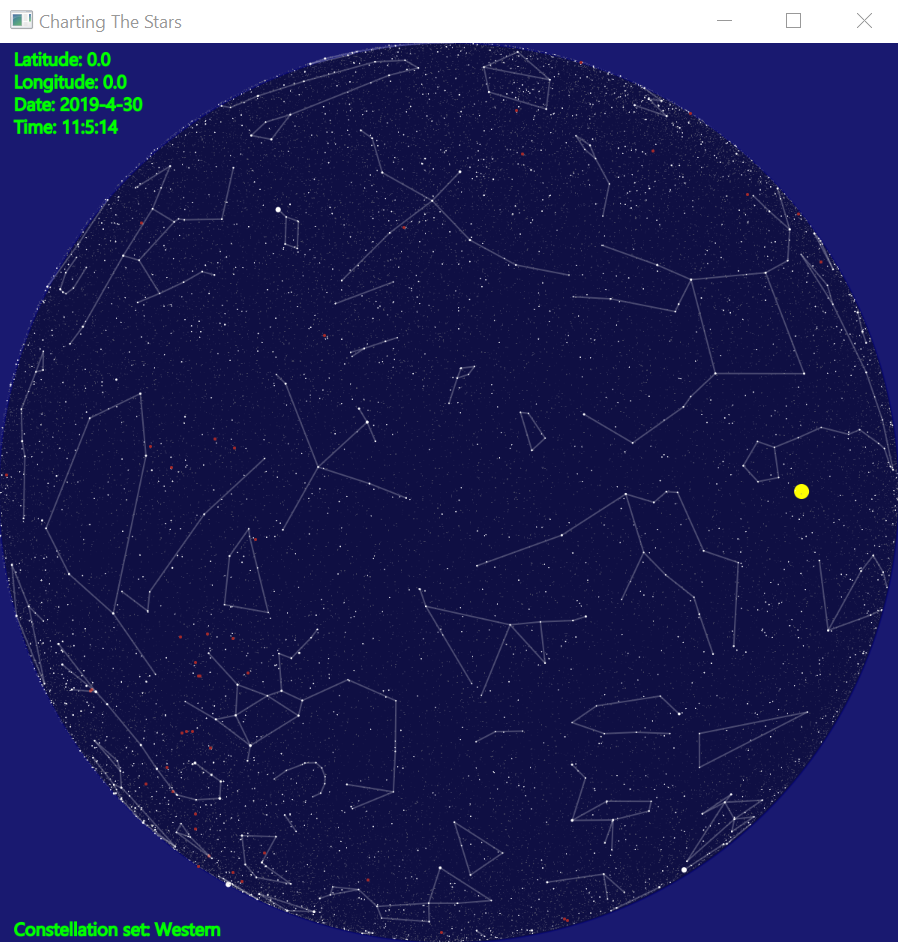 Charting The Stars
Latitude: 0.0
Longitude: 0.0
Date: 2019-4-30
Time: 11:5:14
Constellation set: Western